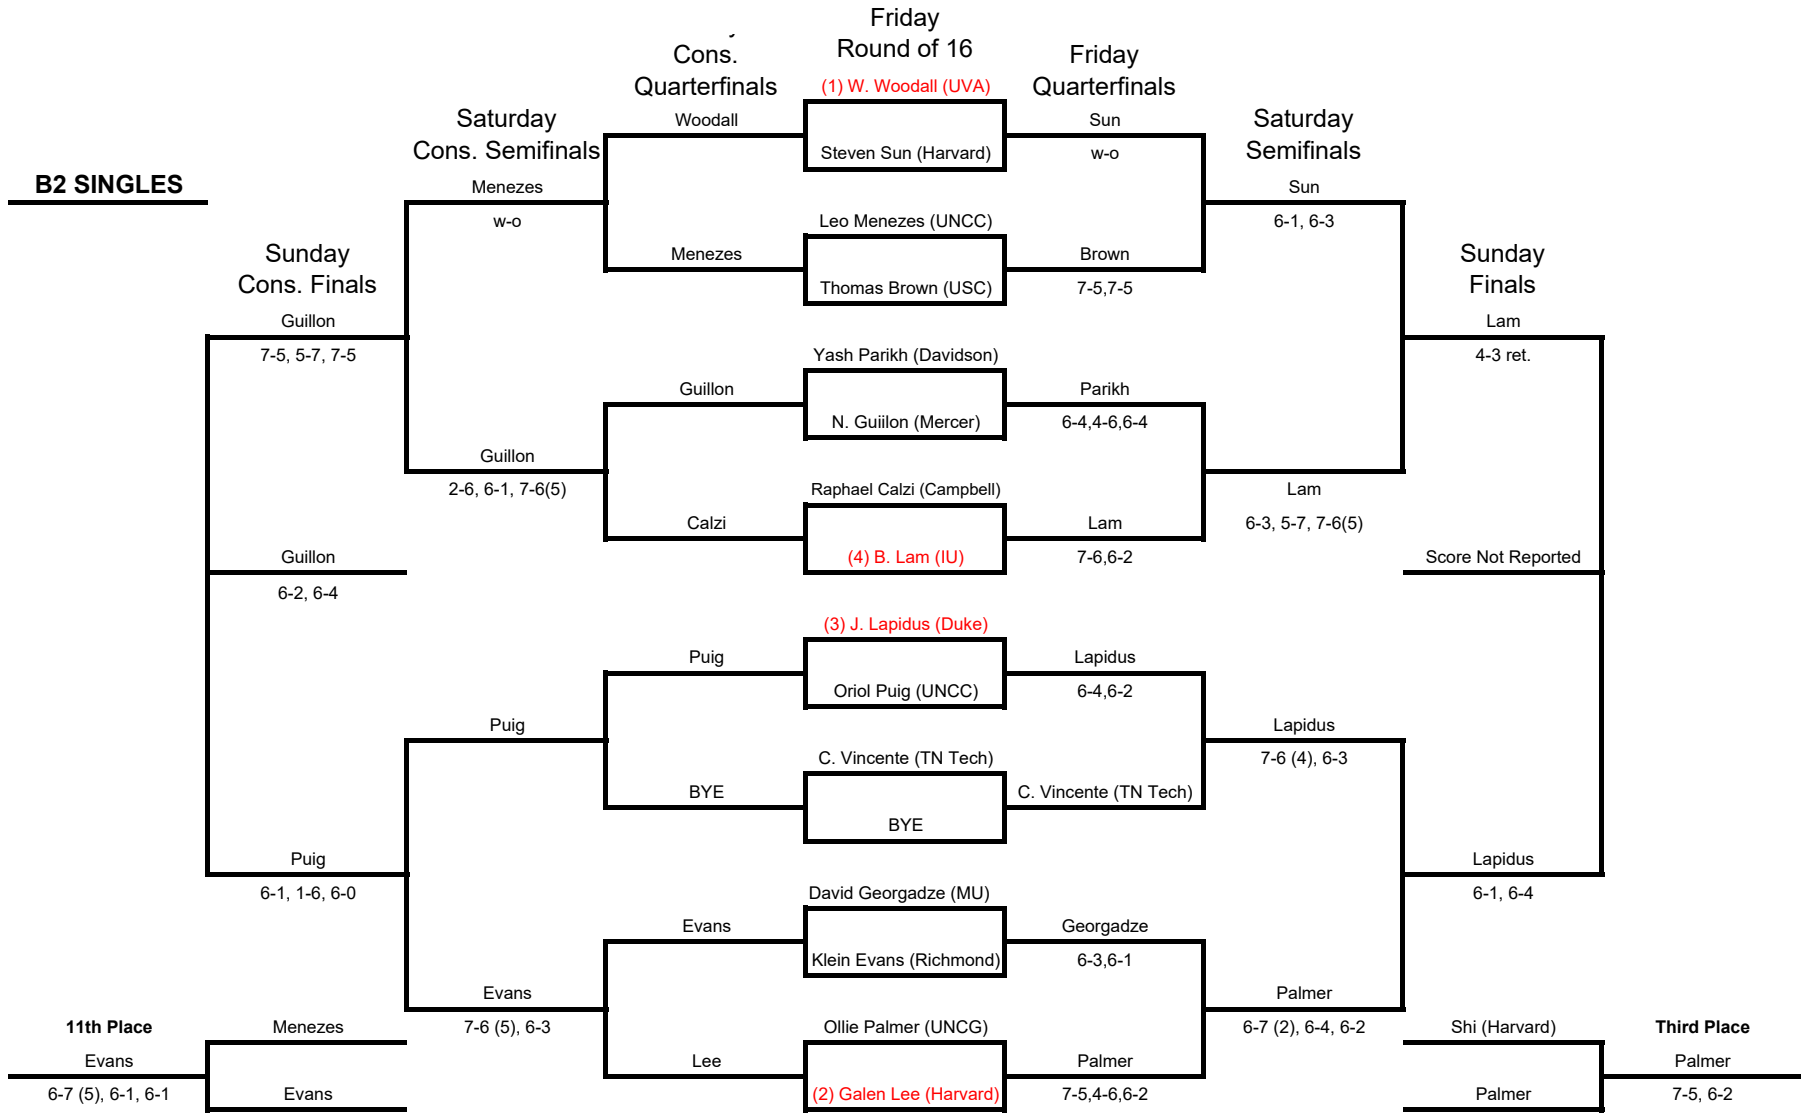 Friday
Round of 16
Cons.
Quarterfinals
Friday
Quarterfinals
(1) W. Woodall (UVA)
Saturday
Cons. Semifinals
Woodall
Sun
Saturday
Semifinals
Steven Sun (Harvard)
w-o
B2 SINGLES
Menezes
Sun
w-o
Leo Menezes (UNCC)
6-1, 6-3
Sunday
Cons. Finals
Menezes
Brown
Sunday
Finals
Thomas Brown (USC)
7-5,7-5
Guillon
Lam
7-5, 5-7, 7-5
Yash Parikh (Davidson)
4-3 ret.
Guillon
Parikh
N. Guiilon (Mercer)
6-4,4-6,6-4
Guillon
2-6, 6-1, 7-6(5)
Raphael Calzi (Campbell)
Lam
Calzi
Lam
6-3, 5-7, 7-6(5)
Guillon
(4) B. Lam (IU)
7-6,6-2
Score Not Reported
6-2, 6-4
(3) J. Lapidus (Duke)
Puig
Lapidus
Oriol Puig (UNCC)
6-4,6-2
Puig
Lapidus
C. Vincente (TN Tech)
7-6 (4), 6-3
BYE
C. Vincente (TN Tech)
BYE
Puig
Lapidus
6-1, 1-6, 6-0
David Georgadze (MU)
6-1, 6-4
Evans
Georgadze
Klein Evans (Richmond)
6-3,6-1
Evans
Palmer
11th Place
Menezes
7-6 (5), 6-3
Ollie Palmer (UNCG)
6-7 (2), 6-4, 6-2
Shi (Harvard)
Third Place
Evans
Lee
Palmer
Palmer
6-7 (5), 6-1, 6-1
Evans
(2) Galen Lee (Harvard)
7-5,4-6,6-2
Palmer
7-5, 6-2